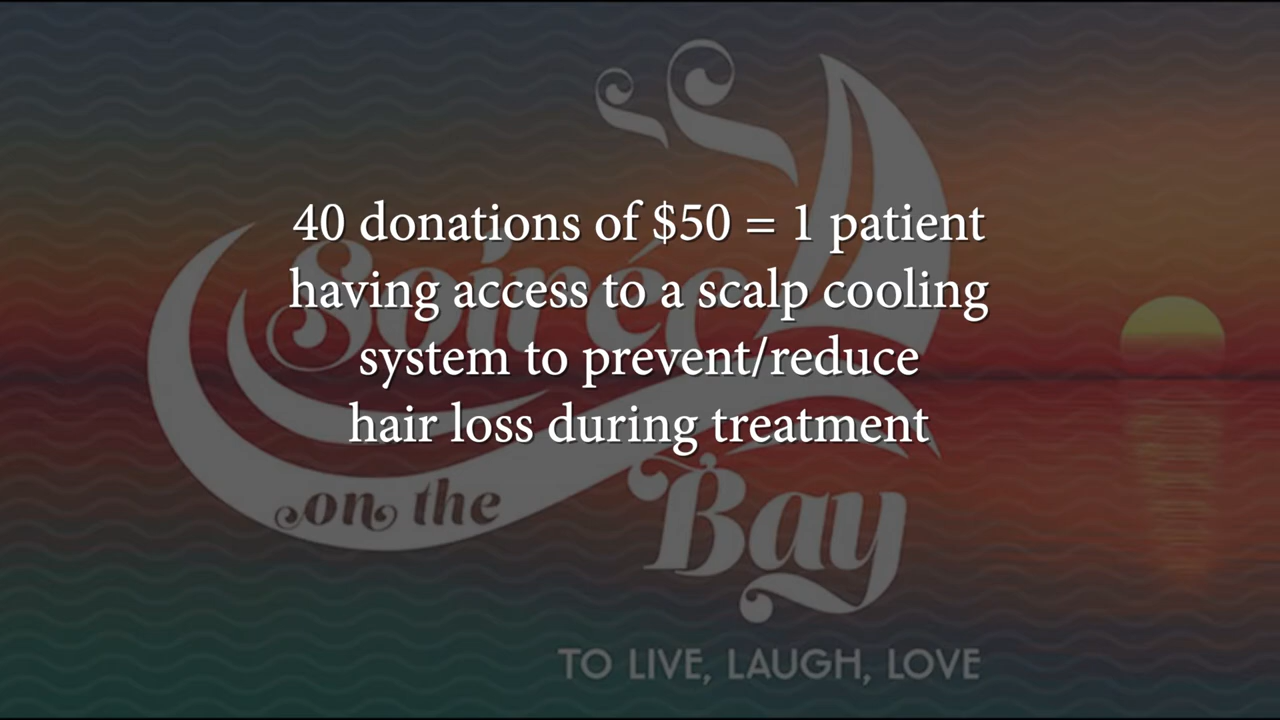 40 donations of $50 = 1 patient
having access to a scalp cooling
system to prevent/reduce
hair loss during treatment
Soirée
on the
Bay
TO LIVE, LAUGH, LOVE